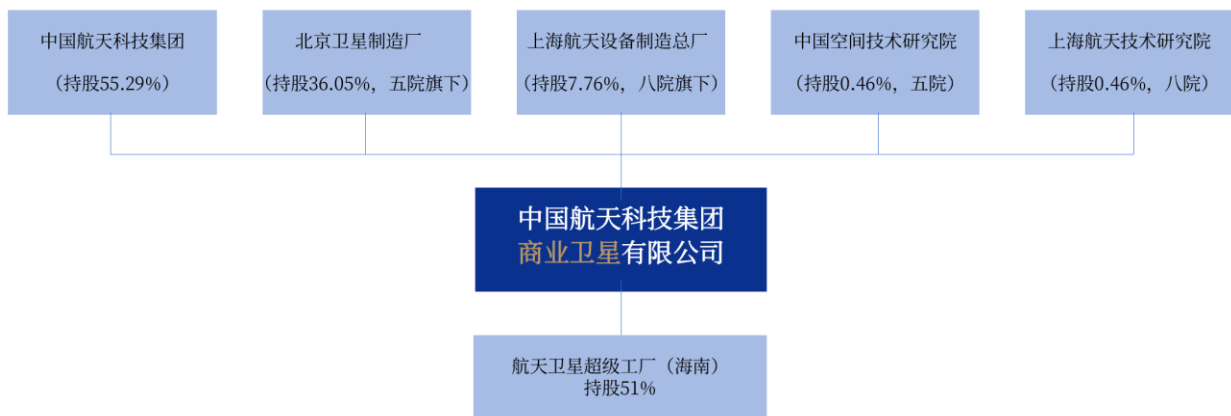 中国航天科技集团
（持股55.29%）
北京卫星制造厂
（持股36.05%，五院旗下）
上海航天设备制造总厂
（持股7.76%，八院旗下）
中国空间技术研究院
（持股0.46%，五院）
上海航天技术研究院
（持股0.46%，八院）
中国航天科技集团
商业卫星有限公司
航天卫星超级工厂（海南）
持股51%